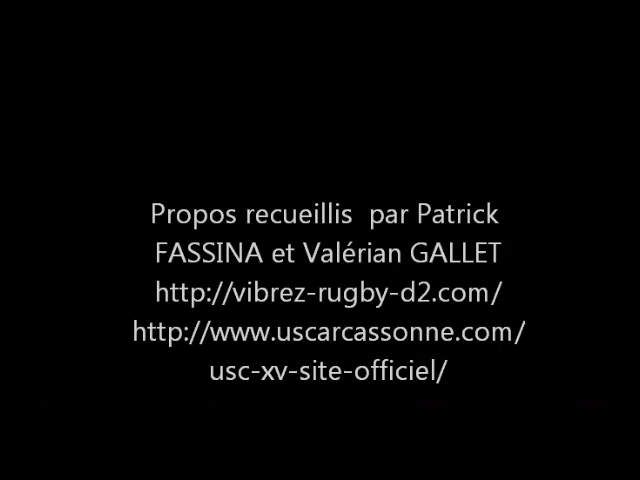 Propos recueillis  par Patrick
FASSINA et Valérian GALLET
http://vibrez-rugby-d2.com/
http://www.uscarcassonne.com/
usc-xv-site-officiel/